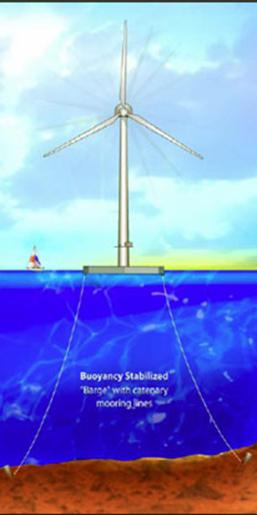 Buoyancy Stabilized
"Barge" with catenary
mooring lines